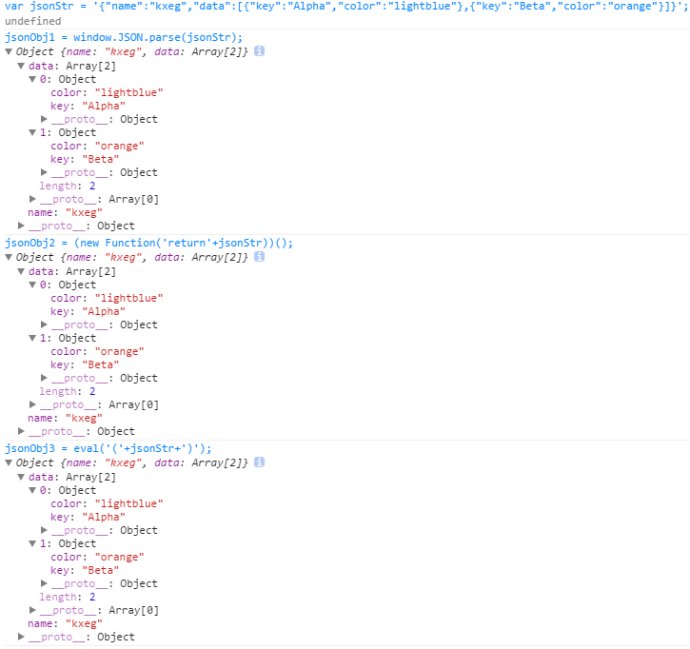 var jsonStr = '{"name":"kxeg","data":[{"key":"Alpha","color":"lightblue"},{"key":"Beta","color":"orange"}]}';
undefined
jsonObj1 = window.JSON.parse(jsonStr);
▼ Object {name: "kxeg", data: Array[2]} i
▼ data: Array[2]
▼ 0: Object
color: "lightblue"
key: "Alpha"
▶ __proto__: Object
▼ 1: Object
color: "orange"
key: "Beta"
▶ __proto__: Object
length: 2
▶ __proto__: Array[0]
name: "kxeg"
▶ __proto__: Object
jsonObj2 = (new Function('return'+jsonStr))();
▼ Object {name: "kxeg", data: Array[2]} i
▼ data: Array[2]
▼ 0: Object
color: "lightblue"
key: "Alpha"
▶ __proto__: Object
▼ 1: Object
color: "orange"
key: "Beta"
▶ __proto__: Object
length: 2
▶ __proto__: Array[0]
name: "kxeg"
▶ __proto__: Object
jsonObj3 = eval('('+jsonStr+')');
▼ Object {name: "kxeg", data: Array[2]} i
▼ data: Array[2]
▼ 0: Object
color: "lightblue"
key: "Alpha"
▶ __proto__: Object
▼ 1: Object
color: "orange"
key: "Beta"
▶ __proto__: Object
length: 2
▶ __proto__: Array[0]
name: "kxeg"
▶ __proto__: Object